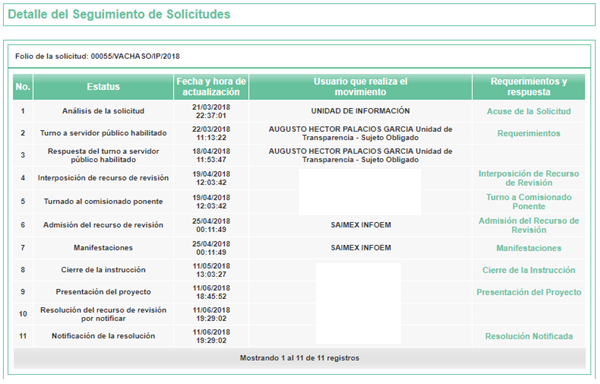 Detalle del Seguimiento de Solicitudes
Folio de la solicitud: 00055/VACHASO/IP/2018
No. Estatus Fecha y hora de actualización Usuario que realiza el movimiento Requerimientos y respuesta
1 Análisis de la solicitud 21/03/2018 22:37:01 UNIDAD DE INFORMACIÓN Acuse de la Solicitud
2 Turno a servidor público habilitado 22/03/2018 11:13:22 AUGUSTO HECTOR PALACIOS GARCIA Unidad de Transparencia - Sujeto Obligado Requerimientos
3 Respuesta del turno a servidor público habilitado 18/04/2018 11:53:47 AUGUSTO HECTOR PALACIOS GARCIA Unidad de Transparencia - Sujeto Obligado
4 Interposición de recurso de revisión 19/04/2018 12:03:42 Interposición de Recurso de Revisión
5 Turnado al comisionado ponente 19/04/2018 12:03:42 Turno a Comisionado Ponente
6 Admisión del recurso de revisión 25/04/2018 00:11:49 SAIMEX INFOEM Admisión del Recurso de Revisión
7 Manifestaciones 25/04/2018 00:11:49 SAIMEX INFOEM Manifestaciones
8 Cierre de la instrucción 11/05/2018 13:03:27 Cierre de la Instrucción
9 Presentación del proyecto 11/06/2018 18:45:52 Presentación del Proyecto
10 Resolución del recurso de revisión por notificar 11/06/2018 19:29:02
11 Notificación de la resolución 11/06/2018 19:29:02 Resolución Notificada
Mostrando 1 al 11 de 11 registros